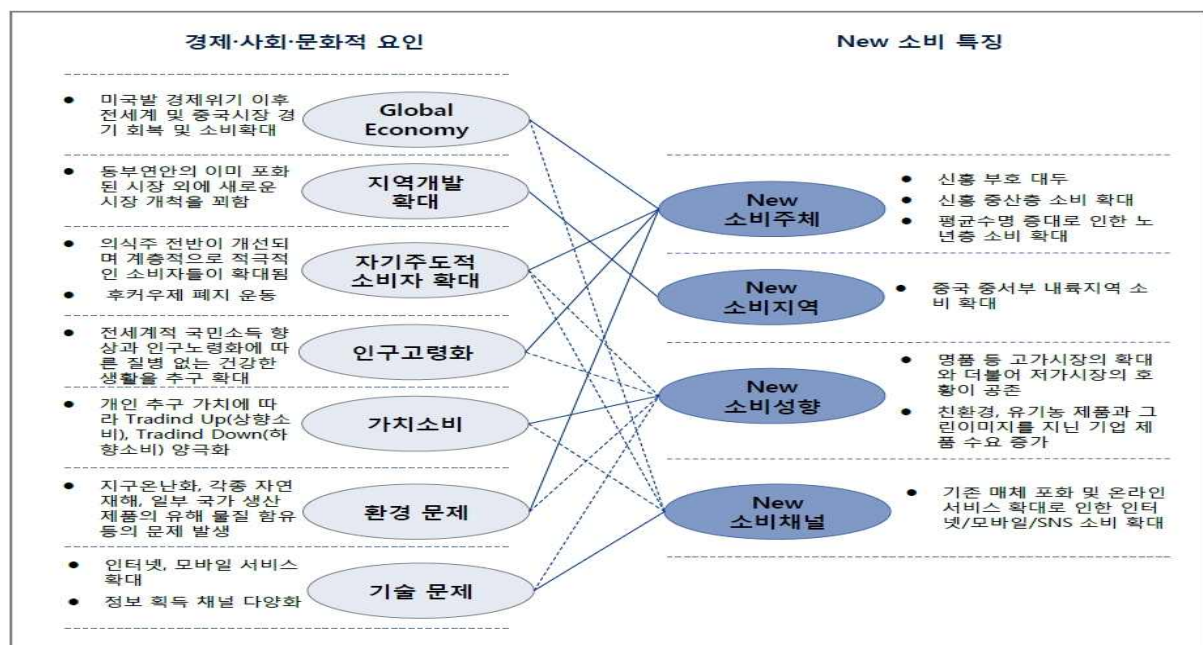 경제·사회·문화적 요인
New 소비 특징
● 미국발 경제위기 이후
전세계 및 중국시장 경
기 회복 및 소비확대
Global
Economy
● 동부연안의 이미 포화
된 시장 외에 새로운
시장 개척을 꾀함
지역개발
확대
● 의식주 전반이 개선되
며 계층적으로 적극적
인 소비자들이 확대됨
● 후커우제 폐지 운동
자기주도적
소비자 확대
● 전세계적 국민소득 향
상과 인구노령화에 따
른 질병 없는 건강한
생활을 추구 확대
인구고령화
● 개인 추구 가치에 따
라 Tradind Up(상향소
비), Tradind Down(하
향소비) 양극화
가치소비
● 지구온난화, 각종 자연
재해, 일부 국가 생산
제품의 유해 물질 함유
등의 문제 발생
환경 문제
● 인터넷, 모바일 서비스
확대
● 정보 획득 채널 다양화
기술 문제
New
소비주체
● 신흥 부호 대두
● 신흥 중산층 소비 확대
● 평균수명 증대로 인한 노
년층 소비 확대
New
소비지역
● 중국 중서부 내륙지역 소
비 확대
New
소비성향
● 명품 등 고가시장의 확대
와 더불어 저가시장의 호
황이 공존
● 친환경, 유기농 제품과 그
린이미지를 지닌 기업 제
품 수요 증가
New
소비채널
● 기존 매체 포화 및 온라인
서비스 확대로 인한 인터
넷/모바일/SNS 소비 확대